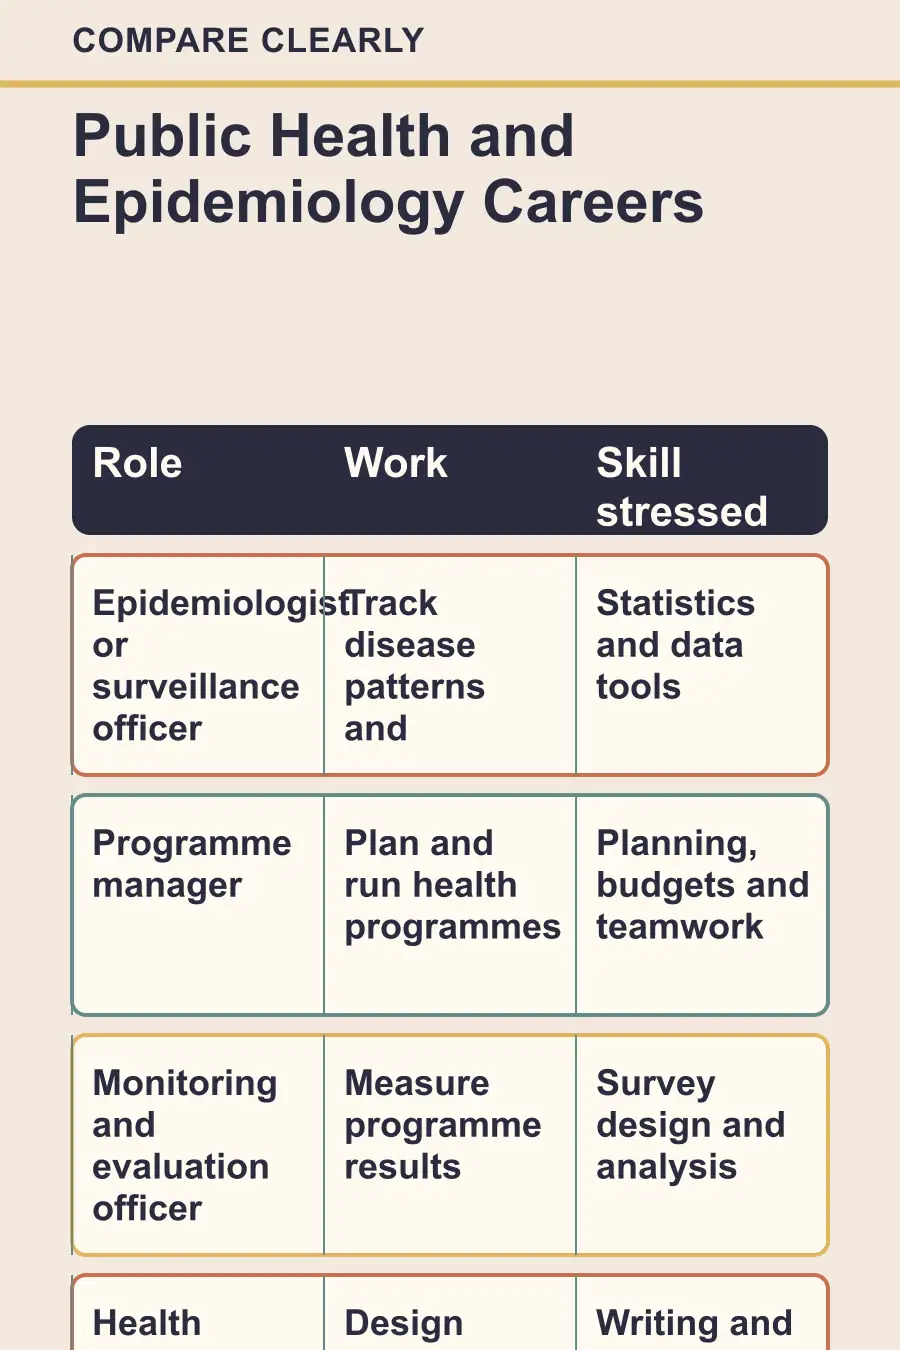 COMPARE CLEARLY
Public Health and
Epidemiology Careers
Role
Work
Skill
stressed
Epidemiologist
or
surveillance
officer
Track
disease
patterns
and
Statistics
and data
tools
Programme
manager
Plan and
run health
programmes
Planning,
budgets and
teamwork
Monitoring
and
evaluation
officer
Measure
programme
results
Survey
design and
analysis
Health
Design
Writing and